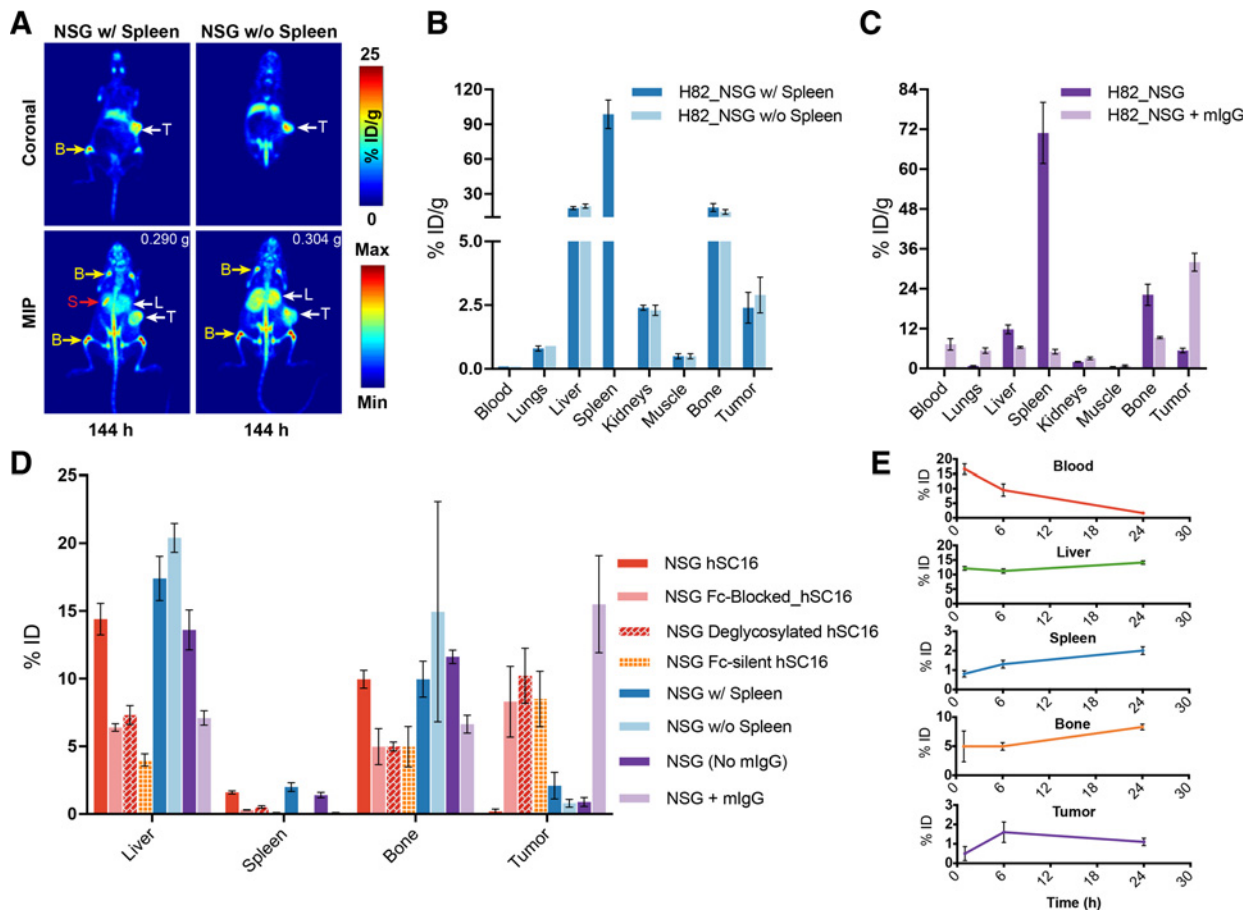 A
NSG w/ Spleen
NSG w/o Spleen
Coronal
T
B
T
25
% ID/g
0
MIP
0.290 g
B
S
L
T
B
0.304 g
B
L
T
B
Max
Min
144 h
144 h
B
H82_NSG w/ Spleen
H82_NSG w/o Spleen
% ID/g
120
90
60
30
5.0
2.5
0.0
Blood
Lungs
Liver
Spleen
Kidneys
Muscle
Bone
Tumor
C
H82_NSG
H82_NSG + mIgG
% ID/g
84
72
60
48
36
24
12
0
Blood
Lungs
Liver
Spleen
Kidneys
Muscle
Bone
Tumor
D
% ID
25
20
15
10
5
0
Liver
Spleen
Bone
Tumor
NSG hSC16
NSG Fc-Blocked_hSC16
NSG Deglycosylated hSC16
NSG Fc-silent hSC16
NSG w/ Spleen
NSG w/o Spleen
NSG (No mIgG)
NSG + mIgG
E
Blood
% ID
20
15
10
5
0
0 6 12 18 24 30
Liver
% ID
20
15
10
5
0
0 6 12 18 24 30
Spleen
% ID
3
2
1
0
0 6 12 18 24 30
Bone
% ID
10
5
0
0 6 12 18 24 30
Tumor
% ID
3
2
1
0
0 6 12 18 24 30
Time (h)